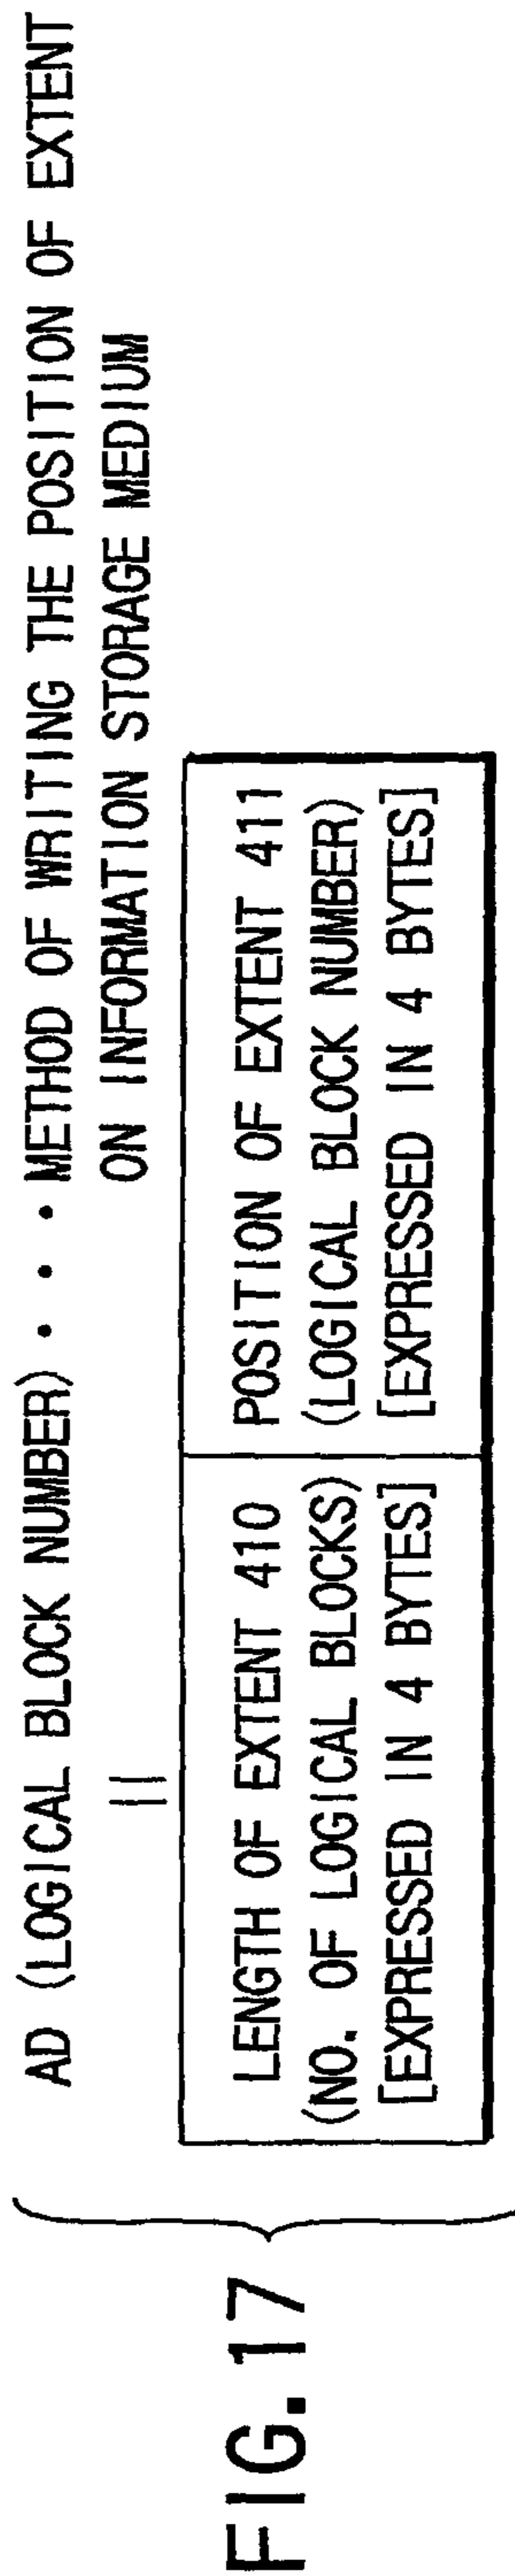 FIG. 17
AD (LOGICAL BLOCK NUMBER) • • • METHOD OF WRITING THE POSITION OF EXTENT
ON INFORMATION STORAGE MEDIUM
||
LENGTH OF EXTENT 410
(NO. OF LOGICAL BLOCKS)
[EXPRESSED IN 4 BYTES]
POSITION OF EXTENT 411
(LOGICAL BLOCK NUMBER)
[EXPRESSED IN 4 BYTES]